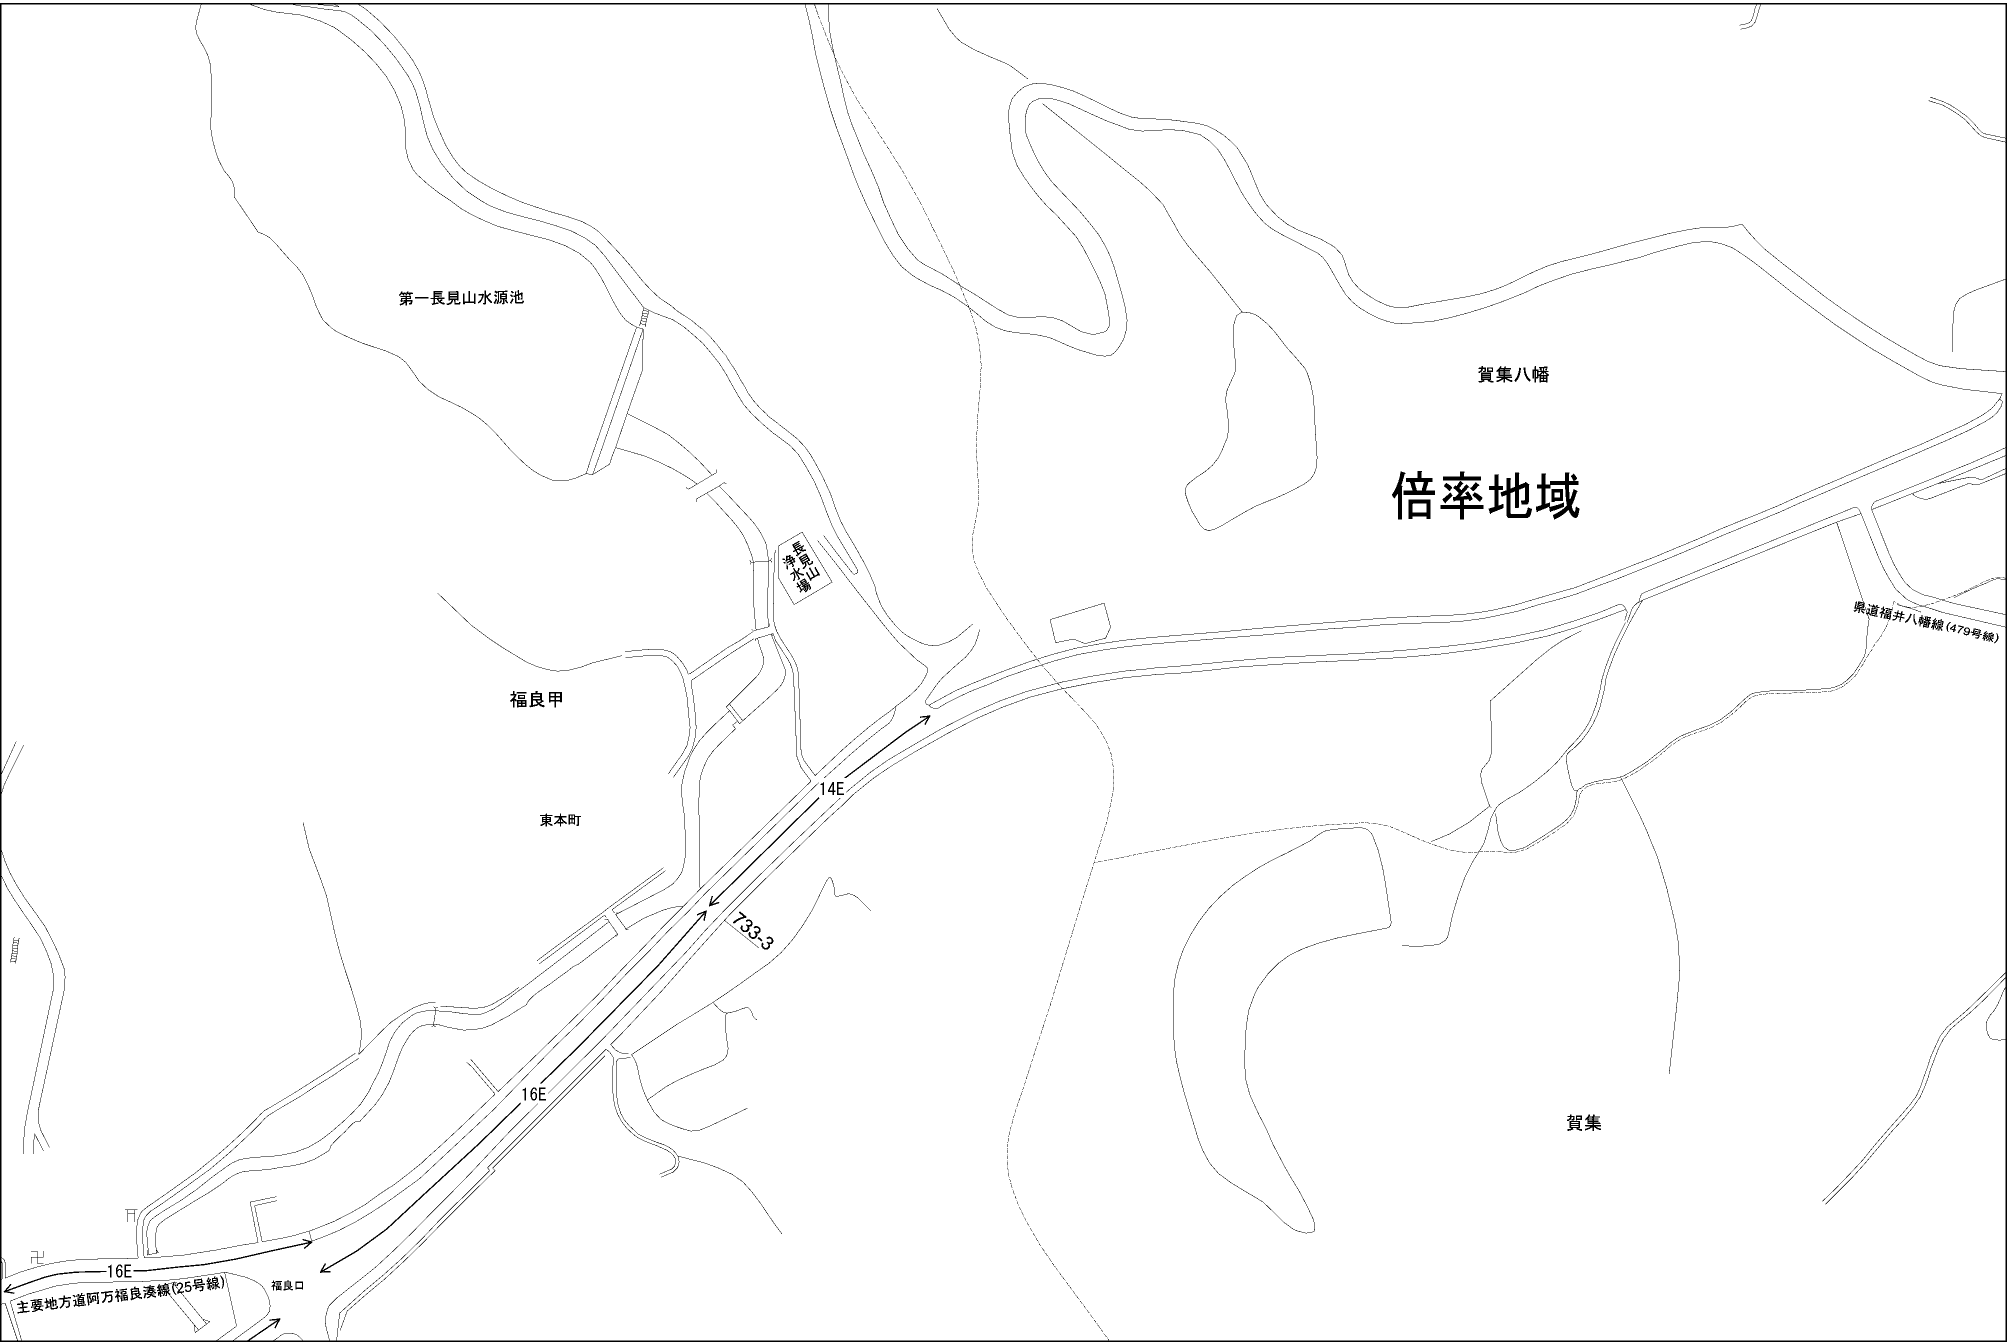 第一長見山水源池
賀集八幡
倍率地域
長見山
浄水場
県道福井八幡線(479号線)
福良甲
14E
東本町
733-3
16E
賀集
16E
福良口
主要地方道阿万福良湊線(25号線)